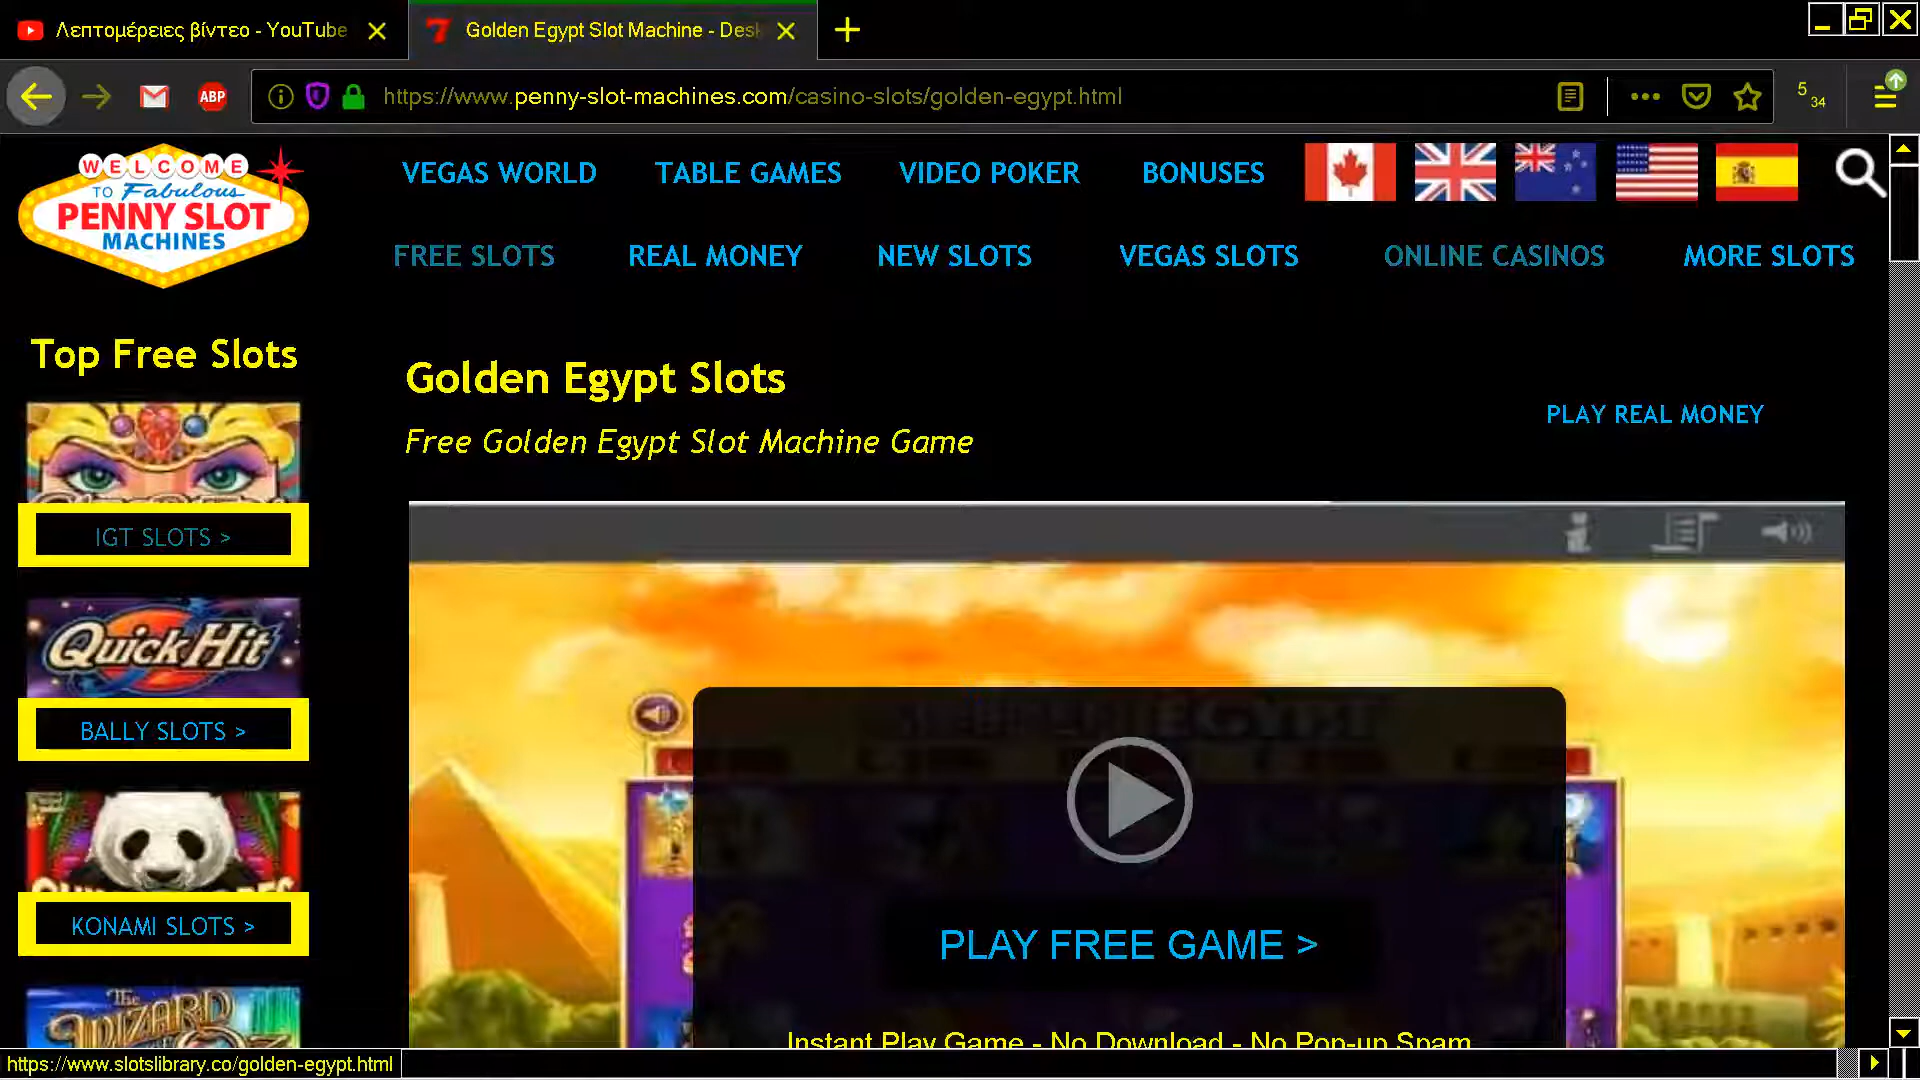 Λεπτομέρειες βίντεο - YouTube
Golden Egypt Slot Machine - Desk
ABP
https://www.penny-slot-machines.com/casino-slots/golden-egypt.html
5
34
WELCOME
TO Fabulous
PENNY SLOT
MACHINES
VEGAS WORLD
TABLE GAMES
VIDEO POKER
BONUSES
FREE SLOTS
REAL MONEY
NEW SLOTS
VEGAS SLOTS
ONLINE CASINOS
MORE SLOTS
Top Free Slots
IGT SLOTS >
Quick Hit
BALLY SLOTS >
KONAMI SLOTS >
The
WIZARD
Golden Egypt Slots
Free Golden Egypt Slot Machine Game
PLAY REAL MONEY
EGYPT
PLAY FREE GAME >
Instant Play Game - No Download - No Pop-up Spam
https://www.slotslibrary.co/golden-egypt.html